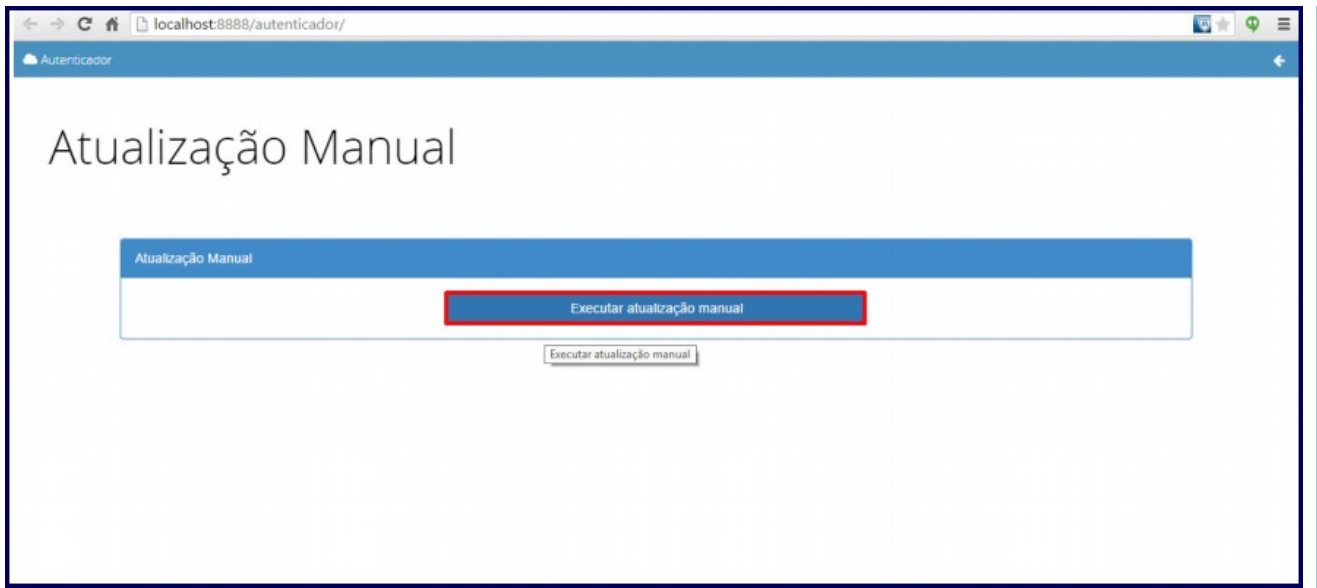 localhost:8888/autenticador/
Autenticador
Atualização Manual
Atualização Manual
Executar atualização manual
Executar atualização manual